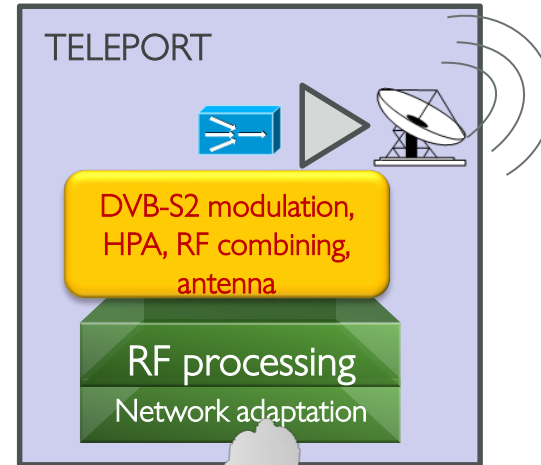 TELEPORT
DVB-S2 modulation,
HPA, RF combining,
antenna
RF processing
Network adaptation